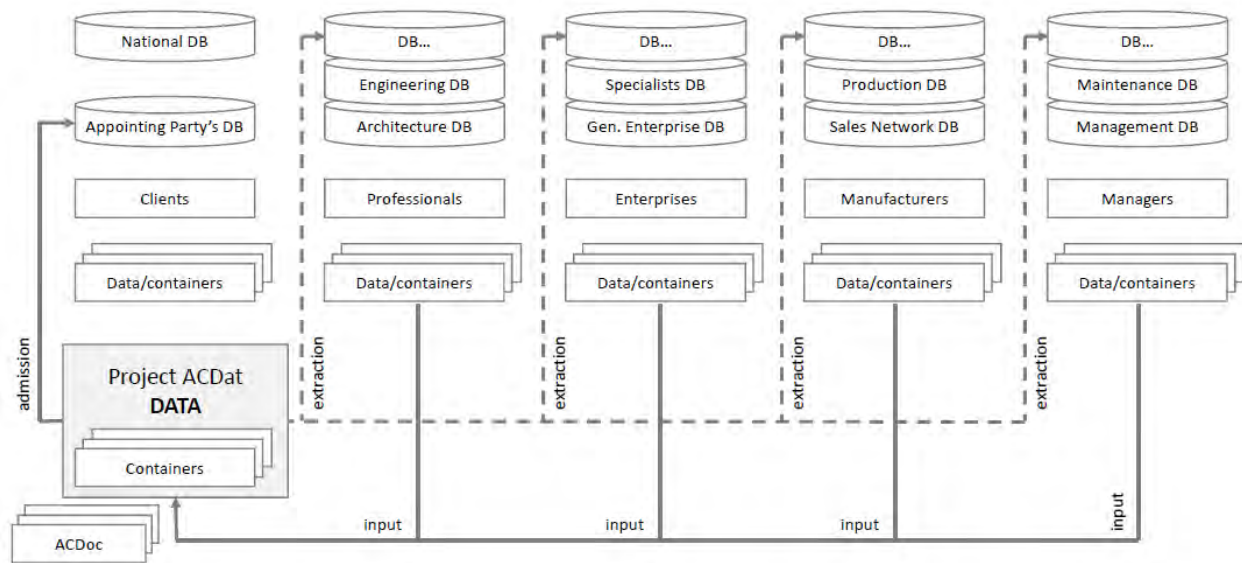 National DB
DB...
DB...
DB...
DB...
Engineering DB
Specialists DB
Production DB
Maintenance DB
Appointing Party's DB
Architecture DB
Gen. Enterprise DB
Sales Network DB
Management DB
Clients
Professionals
Enterprises
Manufacturers
Managers
Data/containers
Data/containers
Data/containers
Data/containers
Data/containers
admission
extraction
extraction
extraction
extraction
Project ACDat
DATA
Containers
input
input
input
input
ACDoc